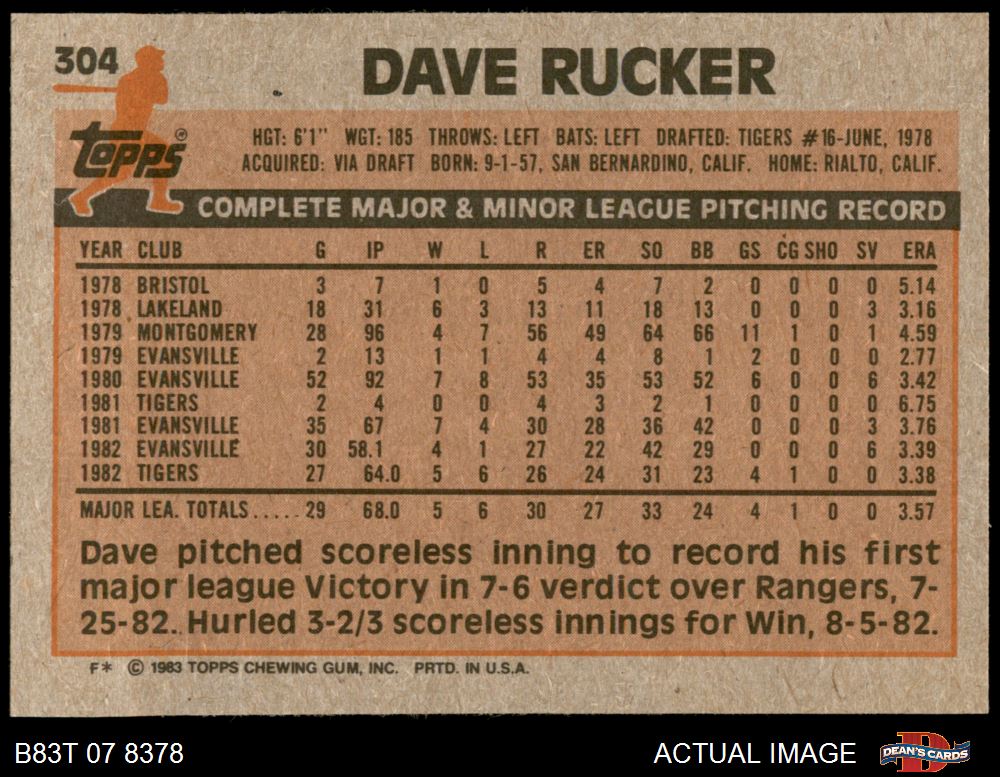 304
DAVE RUCKER
topps ®
HGT: 6'1" WGT: 185 THROWS: LEFT BATS: LEFT DRAFTED: TIGERS #16-JUNE, 1978
ACQUIRED: VIA DRAFT BORN: 9-1-57, SAN BERNARDINO, CALIF. HOME: RIALTO, CALIF.
COMPLETE MAJOR & MINOR LEAGUE PITCHING RECORD
YEAR CLUB G IP W L R ER SO BB GS CG SHO SV ERA
1978 BRISTOL 3 7 1 0 5 4 7 2 0 0 0 0 5.14
1978 LAKELAND 18 31 6 3 13 11 18 13 0 0 0 3 3.16
1979 MONTGOMERY 28 96 4 7 56 49 64 66 11 1 0 1 4.59
1979 EVANSVILLE 2 13 1 1 4 4 8 1 2 0 0 0 2.77
1980 EVANSVILLE 52 92 7 8 53 35 53 52 6 0 0 6 3.42
1981 TIGERS 2 4 0 0 4 3 2 1 0 0 0 0 6.75
1981 EVANSVILLE 35 67 7 4 30 28 36 42 0 0 0 3 3.76
1982 EVANSVILLE 30 58.1 4 1 27 22 42 29 0 0 0 6 3.39
1982 TIGERS 27 64.0 5 6 26 24 31 23 4 1 0 0 3.38
MAJOR LEA. TOTALS..... 29 68.0 5 6 30 27 33 24 4 1 0 0 3.57
Dave pitched scoreless inning to record his first
major league Victory in 7-6 verdict over Rangers, 7-
25-82. Hurled 3-2/3 scoreless innings for Win, 8-5-82.
F* © 1983 TOPPS CHEWING GUM, INC. PRTD. IN U.S.A.
B83T 07 8378 ACTUAL IMAGE DEAN'S CARDS